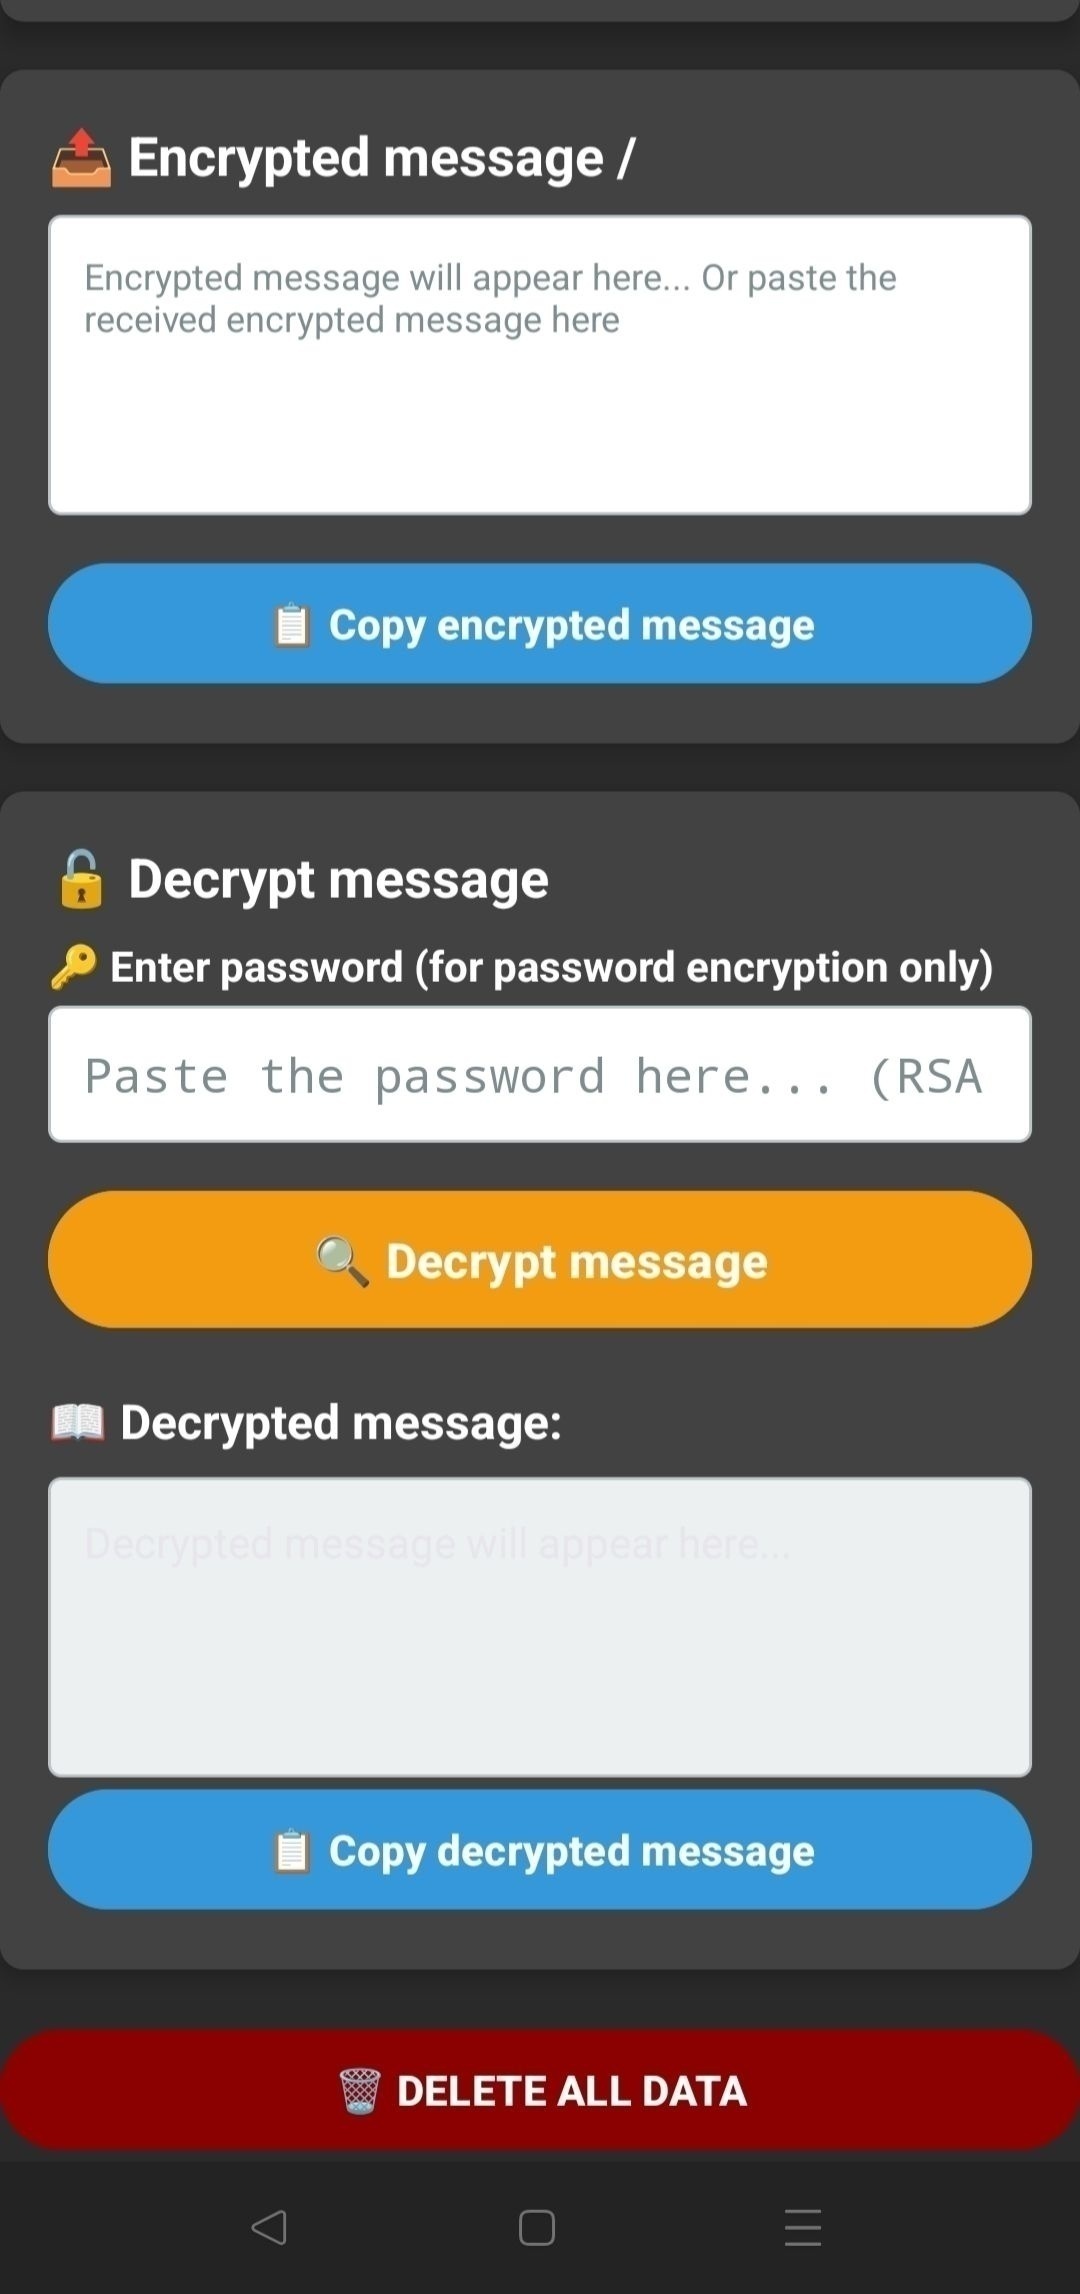 Encrypted message /
Encrypted message will appear here... Or paste the
received encrypted message here
Copy encrypted message
Decrypt message
Enter password (for password encryption only)
Paste the password here... (RSA
Decrypt message
Decrypted message:
Decrypted message will appear here...
Copy decrypted message
DELETE ALL DATA